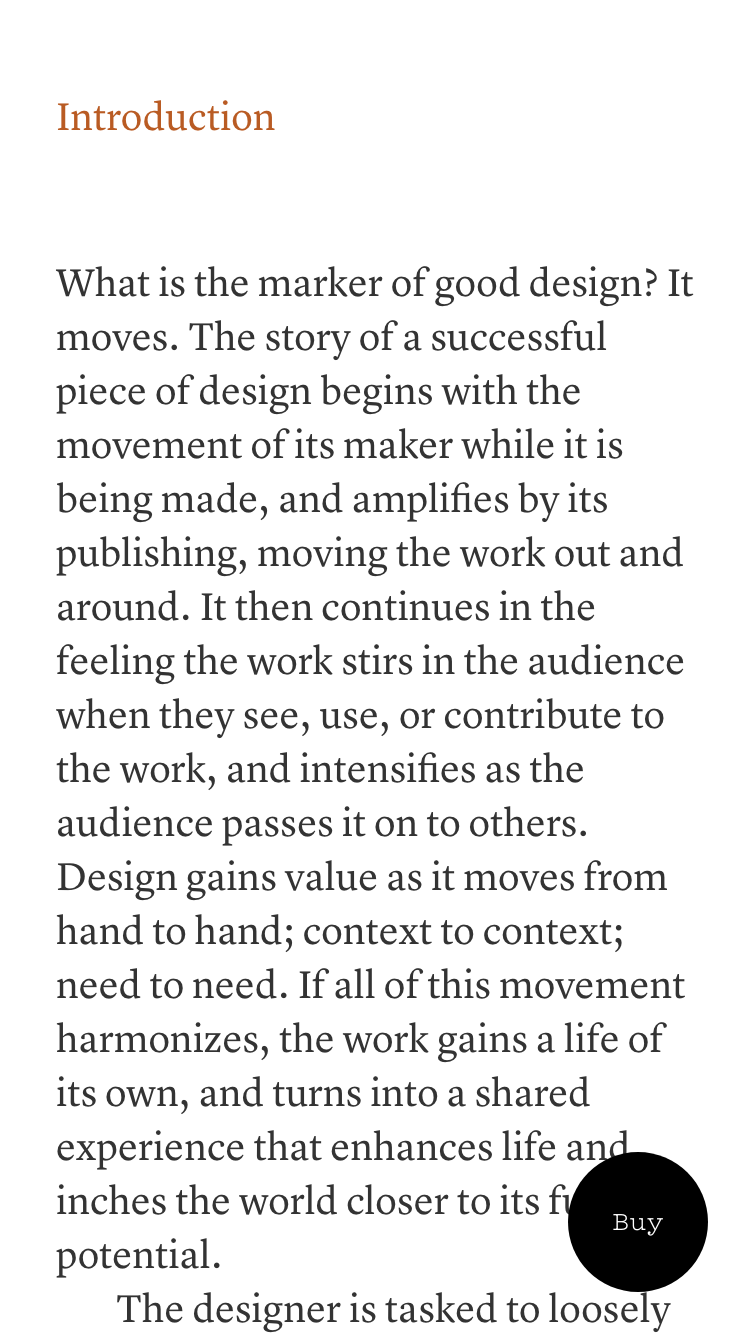 Introduction
What is the marker of good design? It
moves. The story of a successful
piece of design begins with the
movement of its maker while it is
being made, and amplifies by its
publishing, moving the work out and
around. It then continues in the
feeling the work stirs in the audience
when they see, use, or contribute to
the work, and intensifies as the
audience passes it on to others.
Design gains value as it moves from
hand to hand; context to context;
need to need. If all of this movement
harmonizes, the work gains a life of
its own, and turns into a shared
experience that enhances life and
inches the world closer to its
Buy
potential.
The designer is tasked to loosely